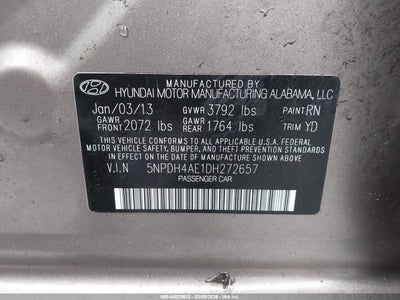 MFD BY
HYUNDAI MOTOR MANUFACTURING ALABAMA, LLC
Jan/03/13 GVWR 3792 lbs PAINT RN
GAWR FRONT 2072 lbs GAWR REAR 1764 lbs TRIM YD
THIS VEHICLE CONFORMS TO ALL APPLICABLE FEDERAL
MOTOR VEHICLE SAFETY, BUMPER, AND THEFT PREVENTION
STANDARDS IN EFFECT ON THE DATE OF MANUFACTURE SHOWN ABOVE.
V.I.N 5NPDH4AE1DH272657
PASSENGER CAR